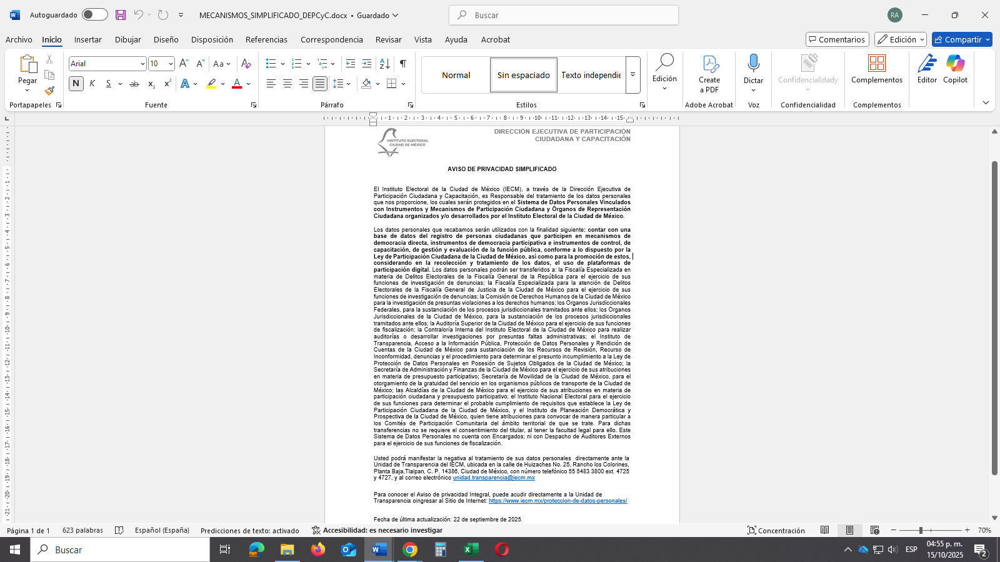 Autoguardado
MECANISMOS_SIMPLIFICADO_DEPCyC.docx • Guardado
Buscar
RA
Archivo Inicio Insertar Dibujar Diseño Disposición Referencias Correspondencia Revisar Vista Ayuda Acrobat
Comentarios Edición Compartir
Pegar
Portapapeles
Arial 10
N K S ab x₂ x² A A
Fuente
Párrafo
Normal Sin espaciado Texto independie
Estilos
Edición
Create
a PDF
Adobe Acrobat
Dictar
Voz
Confidencialidady
Confidencialidad
Complementos
Complementos
Editor Copilot
1 2 3 4 5 6 7 8 9 10 11 12 13 14 15
DIRECCIÓN EJECUTIVA DE PARTICIPACIÓN
CIUDADANA Y CAPACITACIÓN
INSTITUTO ELECTORAL
CIUDAD DE MÉXICO
AVISO DE PRIVACIDAD SIMPLIFICADO
El Instituto Electoral de la Ciudad de México (IECM), a través de la Dirección Ejecutiva de
Participación Ciudadana y Capacitación, es Responsable del tratamiento de los datos personales
que nos proporcione, los cuales serán protegidos en el Sistema de Datos Personales Vinculados
con Instrumentos y Mecanismos de Participación Ciudadana y Órganos de Representación
Ciudadana organizados y/o desarrollados por el Instituto Electoral de la Ciudad de México.
Los datos personales que recabamos serán utilizados con la finalidad siguiente: contar con una
base de datos del registro de personas ciudadanas que participen en mecanismos de
democracia directa, instrumentos de democracia participativa e instrumentos de control, de
capacitación, de gestión y evaluación de la función pública, conforme a lo dispuesto por la
Ley de Participación Ciudadana de la Ciudad de México, así como para la promoción de estos,
considerando en la recolección y tratamiento de los datos, el uso de plataformas de
participación digital. Los datos personales podrán ser transferidos a: la Fiscalía Especializada en
materia de Delitos Electorales de la Fiscalía General de la República para el ejercicio de sus
funciones de investigación de denuncias; la Fiscalía Especializada para la atención de Delitos
Electorales de la Fiscalía General de Justicia de la Ciudad de México para el ejercicio de sus
funciones de investigación de denuncias; la Comisión de Derechos Humanos de la Ciudad de México
para la investigación de presuntas violaciones a los derechos humanos; los Órganos Jurisdiccionales
Federales, para la sustanciación de los procesos jurisdiccionales tramitados ante ellos; los Órganos
Jurisdiccionales de la Ciudad de México, para la sustanciación de los procesos jurisdiccionales
tramitados ante ellos; la Auditoría Superior de la Ciudad de México para el ejercicio de sus funciones
de fiscalización; la Contraloría Interna del Instituto Electoral de la Ciudad de México para realizar
auditorías o desarrollar investigaciones por presuntas faltas administrativas; el Instituto de
Transparencia, Acceso a la Información Pública, Protección de Datos Personales y Rendición de
Cuentas de la Ciudad de México para sustanciación de los Recursos de Revisión, Recurso de
Inconformidad, denuncias y el procedimiento para determinar el presunto incumplimiento a la Ley de
Protección de Datos Personales en Posesión de Sujetos Obligados de la Ciudad de México; la
Secretaría de Administración y Finanzas de la Ciudad de México para el ejercicio de sus atribuciones
en materia de presupuesto participativo; Secretaría de Movilidad de la Ciudad de México, para el
otorgamiento de la gratuidad del servicio en los organismos públicos de transporte de la Ciudad de
México; las Alcaldías de la Ciudad de México para el ejercicio de sus atribuciones en materia de
participación ciudadana y presupuesto participativo; el Instituto Nacional Electoral para el ejercicio
de sus funciones para determinar el probable cumplimiento de requisitos que establece la Ley de
Participación Ciudadana de la Ciudad de México, y el Instituto de Planeación Democrática y
Prospectiva de la Ciudad de México, quien tiene atribuciones para convocar de manera particular a
los Comités de Participación Comunitaria del ámbito territorial de que se trate. Para dichas
transferencias no se requiere el consentimiento del titular, al tener la facultad legal para ello. Este
Sistema de Datos Personales no cuenta con Encargados; ni con Despacho de Auditores Externos
para el ejercicio de sus funciones de fiscalización.
Usted podrá manifestar la negativa al tratamiento de sus datos personales directamente ante la
Unidad de Transparencia del IECM, ubicada en la calle de Huizaches No. 25, Rancho los Colorines,
Planta Baja,Tlalpan, C. P. 14386, Ciudad de México, con número telefónico 55 5483 3800 ext. 4725
y 4727, y al correo electrónico unidad.transparencia@iecm.mx
Para conocer el Aviso de privacidad Integral, puede acudir directamente a la Unidad de
Transparencia oingresar al Sitio de Internet: https://www.iecm.mx/proteccion-de-datos-personales/
Fecha de última actualización: 22 de septiembre de 2025.
Página 1 de 1 623 palabras Español (España) Predicciones de texto: activado Accesibilidad: es necesario investigar
Concentración 70%
Buscar
ESP
04:55 p. m.
15/10/2025
2